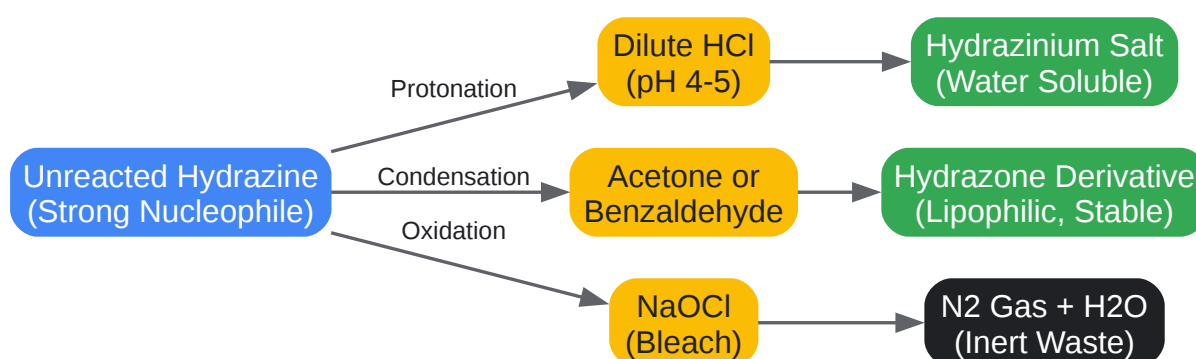 Dilute HCl
(pH 4-5)
Hydrazinium Salt
(Water Soluble)
Protonation
Unreacted Hydrazine
(Strong Nucleophile)
Condensation
Acetone or
Benzaldehyde
Hydrazone Derivative
(Lipophilic, Stable)
Oxidation
NaOCl
(Bleach)
N2 Gas + H2O
(Inert Waste)